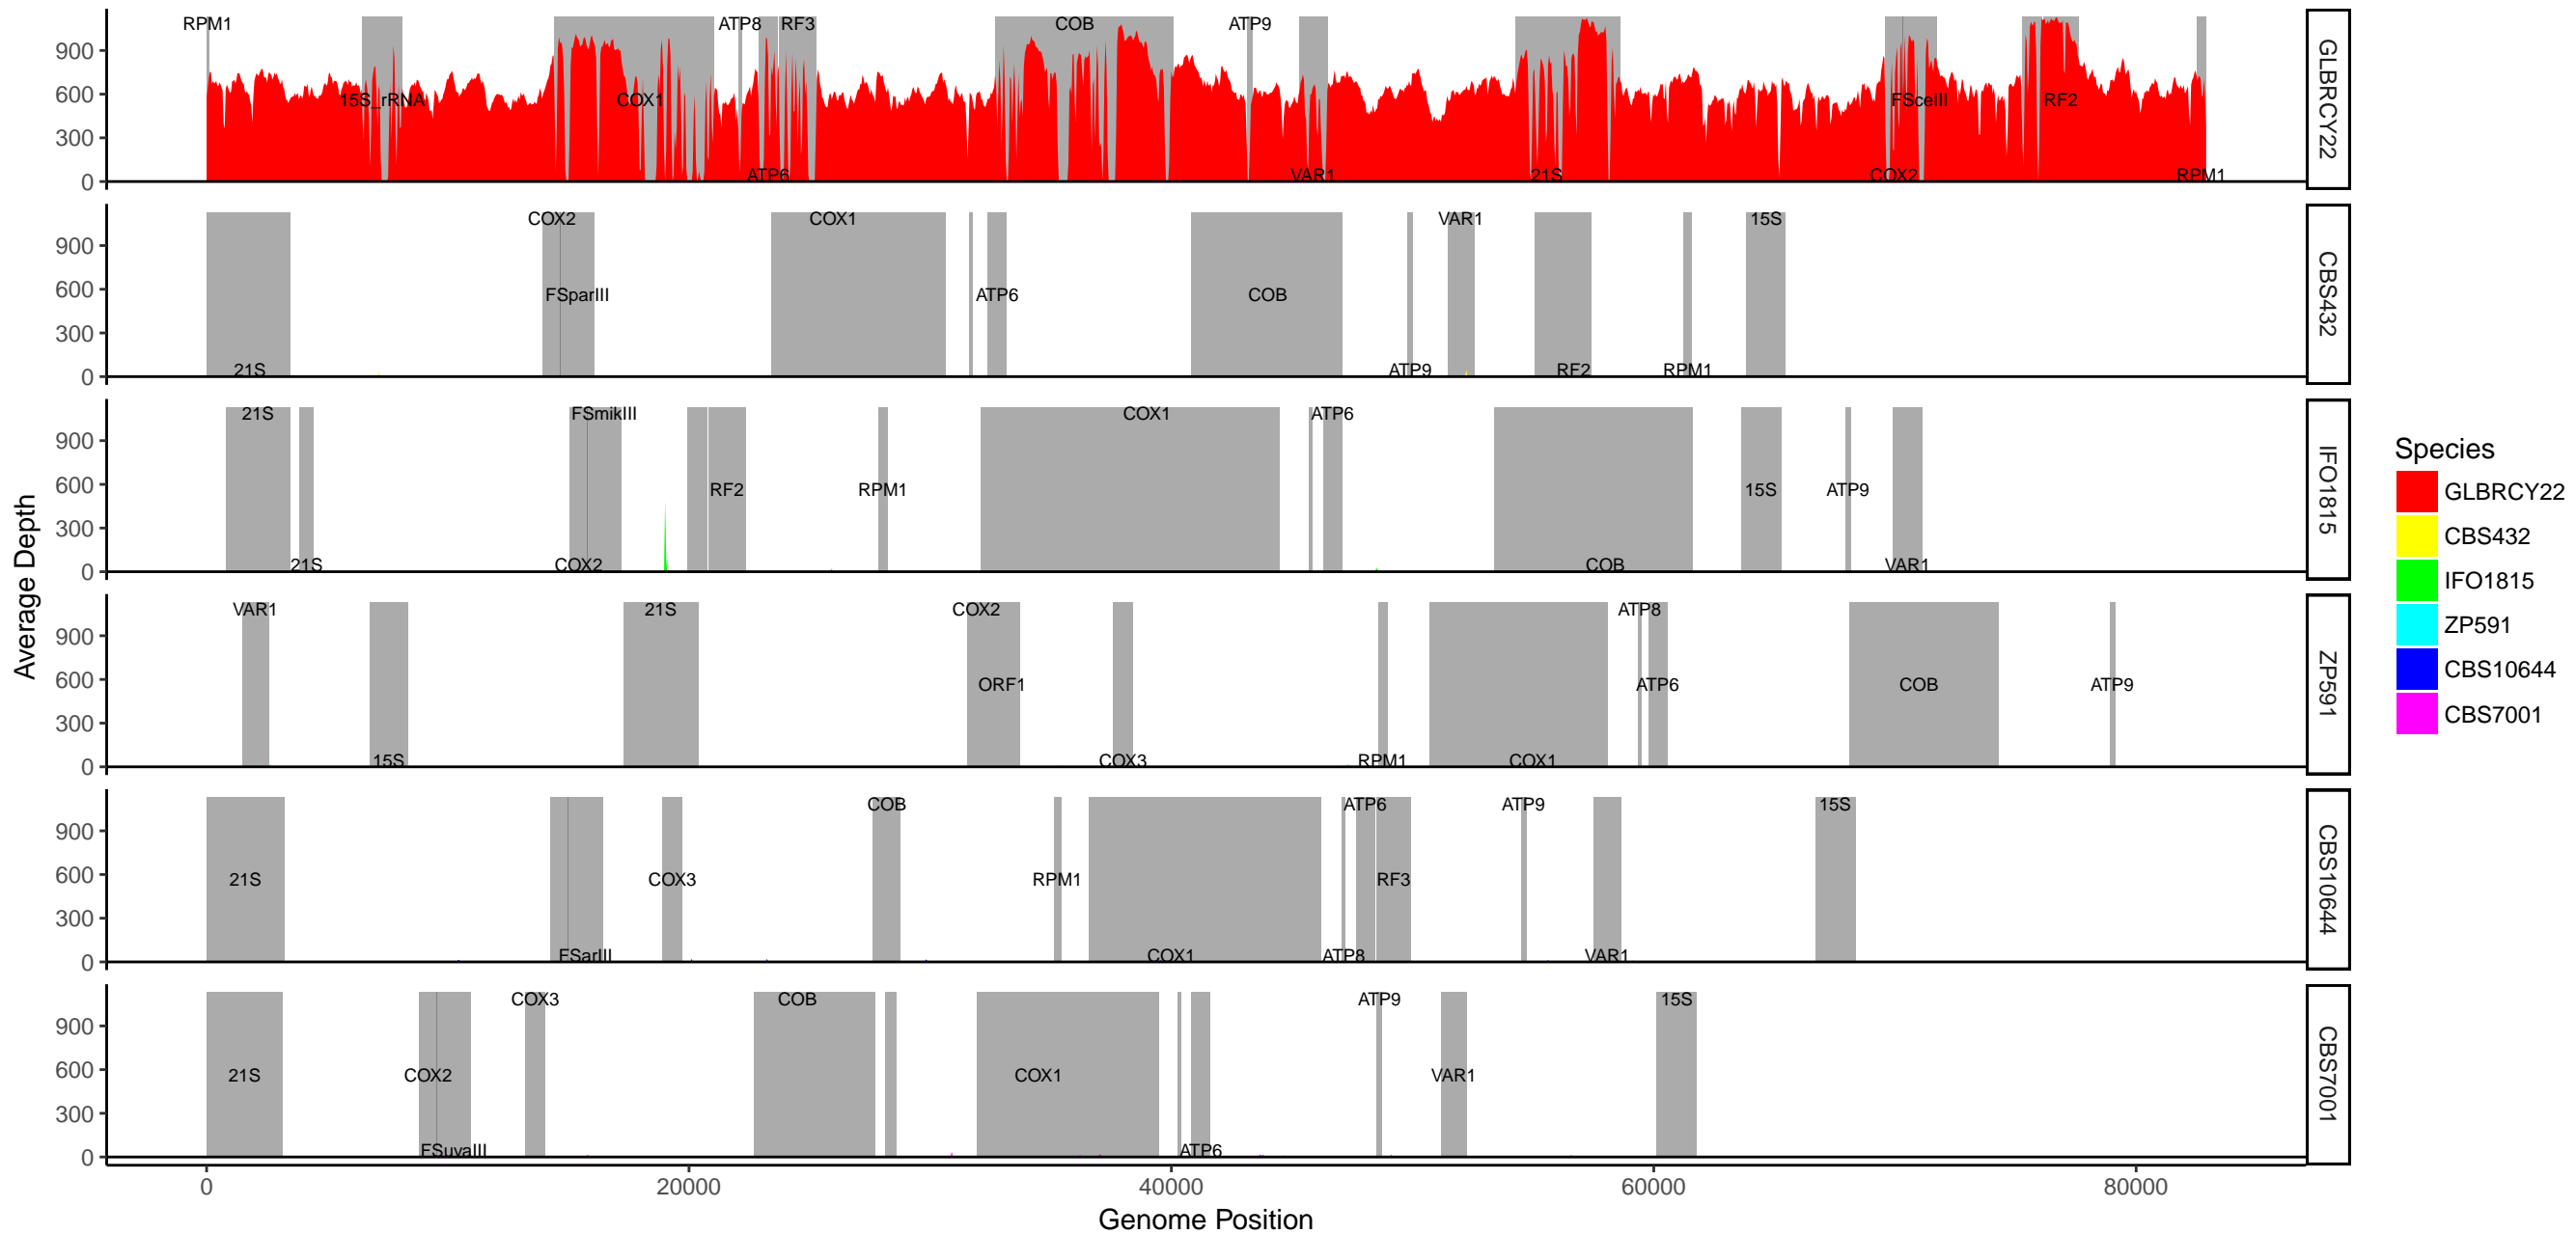 RPM1 ATP8 RF3 COB ATP9
15S_rRNA COX1 FSceIII RF2
ATP6 VAR1 21S COX2 RPM1
900
600
300
0
GLBRCY22
COX2 COX1 VAR1 15S
FSparIII ATP6 COB
21S ATP9 RF2 RPM1
900
600
300
0
CBS432
21S FSmikIII COX1 ATP6
RF2 RPM1 15S ATP9
21S COX2 COB VAR1
900
600
300
0
IFO1815
VAR1 21S COX2 ATP8
ORF1 ATP6 COB ATP9
15S COX3 RPM1 COX1
900
600
300
0
ZP591
COB ATP6 ATP9 15S
21S COX3 RPM1 RF3
FSarIII COX1 ATP8 VAR1
900
600
300
0
CBS10644
COX3 COB ATP9 15S
21S COX2 COX1 VAR1
FSuvaIII ATP6
900
600
300
0
CBS7001
0 20000 40000 60000 80000
Genome Position
Average Depth
Species
GLBRCY22
CBS432
IFO1815
ZP591
CBS10644
CBS7001